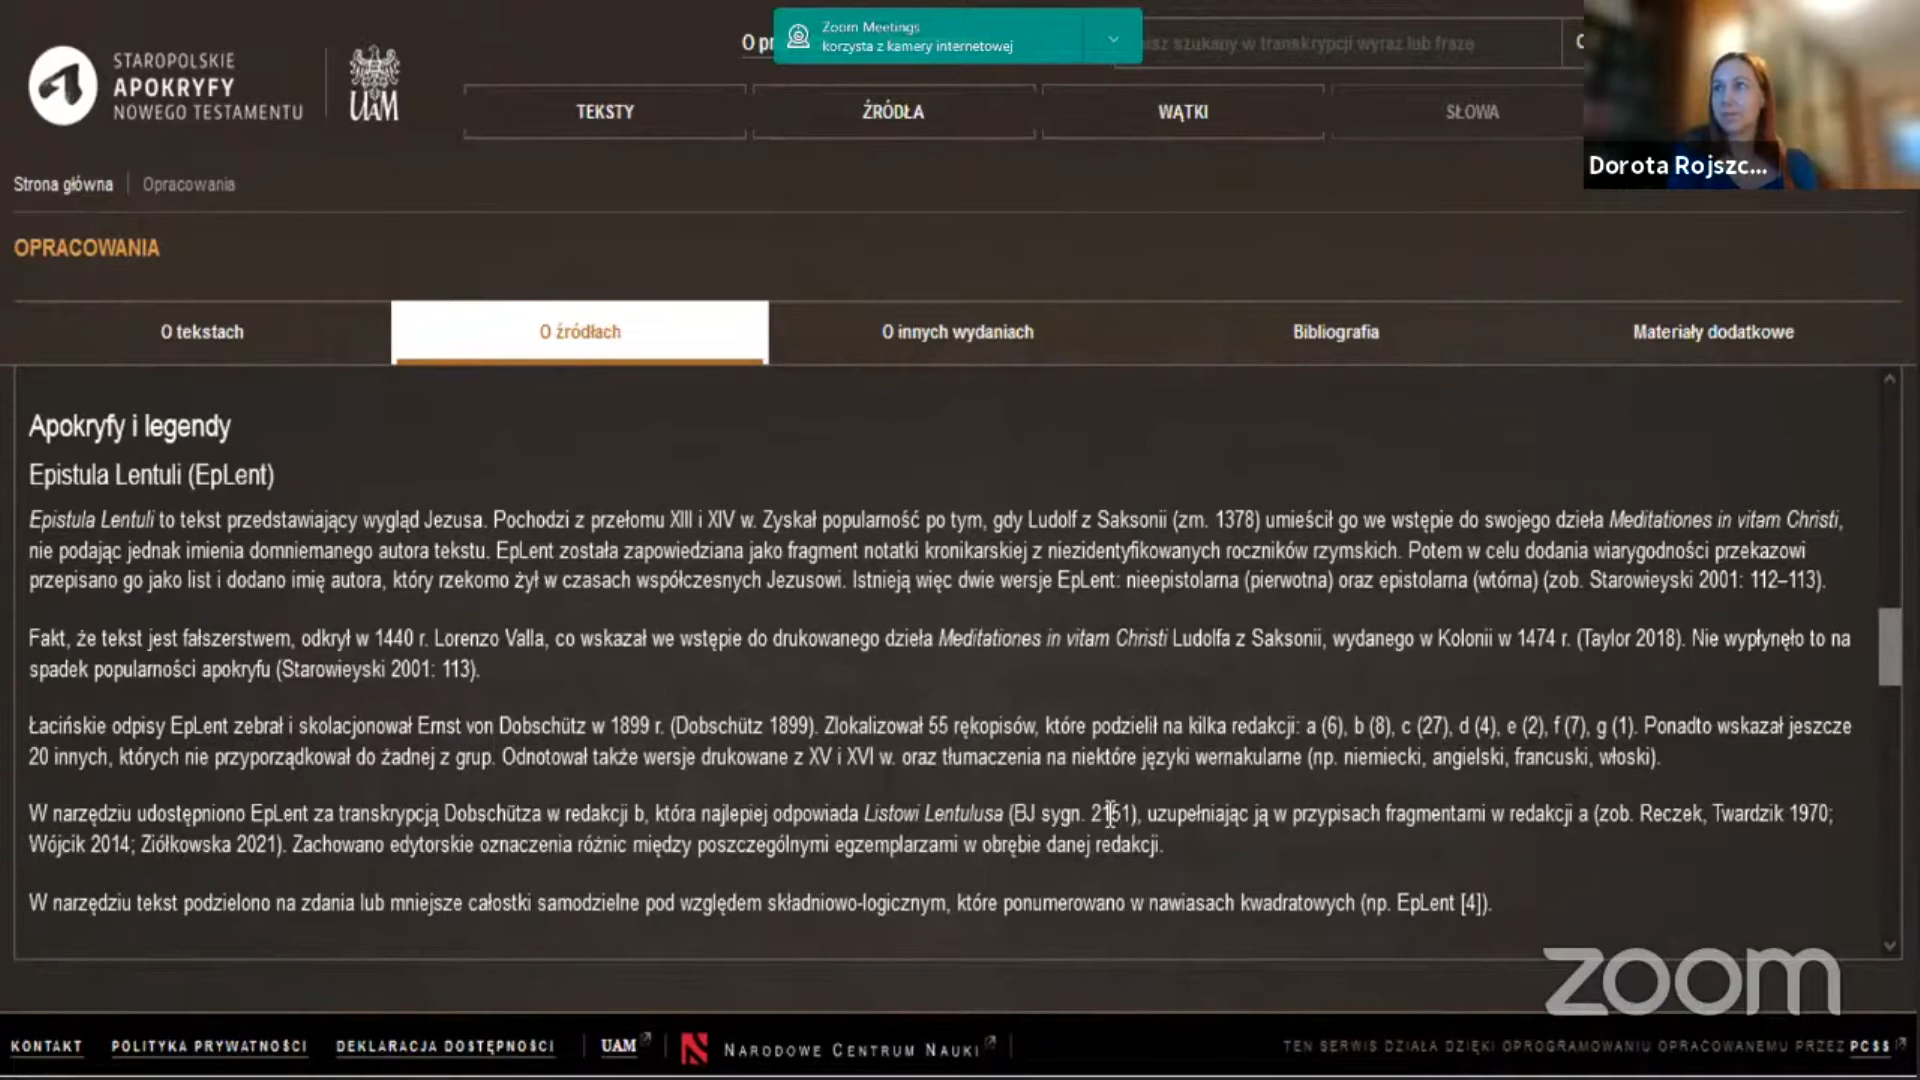 STAROPOLSKIE
APOKRYFY
NOWEGO TESTAMENTU
UAM
O
Zoom Meetings
korzysta z kamery internetowej
szukany w transkrypcji wyraz lub frazę
TEKSTY
ŹRÓDŁA
WĄTKI
SŁOWA
Dorota Rojszc...
Strona główna
Opracowania
OPRACOWANIA
O tekstach
O źródłach
O innych wydaniach
Bibliografia
Materiały dodatkowe
Apokryfy i legendy
Epistula Lentuli (EpLent)
Epistula Lentuli to tekst przedstawiający wygląd Jezusa. Pochodzi z przełomu XIII i XIV w. Zyskał popularność po tym, gdy Ludolf z Saksonii (zm. 1378) umieścił go we wstępie do swojego dzieła Meditationes in vitam Christi,
nie podając jednak imienia domniemanego autora tekstu. EpLent została zapowiedziana jako fragment notatki kronikarskiej z niezidentyfikowanych roczników rzymskich. Potem w celu dodania wiarygodności przekazowi
przepisano go jako list i dodano imię autora, który rzekomo żył w czasach współczesnych Jezusowi. Istnieją więc dwie wersje EpLent: nieepistolarna (pierwotna) oraz epistolarna (wtórna) (zob. Starowieyski 2001: 112–113).
Fakt, że tekst jest fałszerstwem, odkrył w 1440 r. Lorenzo Valla, co wskazał we wstępie do drukowanego dzieła Meditationes in vitam Christi Ludolfa z Saksonii, wydanego w Kolonii w 1474 r. (Taylor 2018). Nie wypłynęło to na
spadek popularności apokryfu (Starowieyski 2001: 113).
Łacińskie odpisy EpLent zebrał i skolacjonował Ernst von Dobschütz w 1899 r. (Dobschütz 1899). Zlokalizował 55 rękopisów, które podzielił na kilka redakcji: a (6), b (8), c (27), d (4), e (2), f (7), g (1). Ponadto wskazał jeszcze
20 innych, których nie przyporządkował do żadnej z grup. Odnotował także wersje drukowane z XV i XVI w. oraz tłumaczenia na niektóre języki wernakularne (np. niemiecki, angielski, francuski, włoski).
W narzędziu udostępniono EpLent za transkrypcją Dobschütza w redakcji b, która najlepiej odpowiada Listowi Lentulusa (BJ sygn. 2151), uzupełniając ją w przypisach fragmentami w redakcji a (zob. Reczek, Twardzik 1970;
Wójcik 2014; Ziółkowska 2021). Zachowano edytorskie oznaczenia różnic między poszczególnymi egzemplarzami w obrębie danej redakcji.
W narzędziu tekst podzielono na zdania lub mniejsze całostki samodzielne pod względem składniowo-logicznym, które ponumerowano w nawiasach kwadratowych (np. EpLent [4]).
zoom
KONTAKT
POLITYKA PRYWATNOŚCI
DEKLARACJA DOSTĘPNOŚCI
UAM
NARODOWE CENTRUM NAUKI
TEN SERWIS DZIAŁA DZIĘKI OPROGRAMOWANIU OPRACOWANEMU PRZEZ PCSS